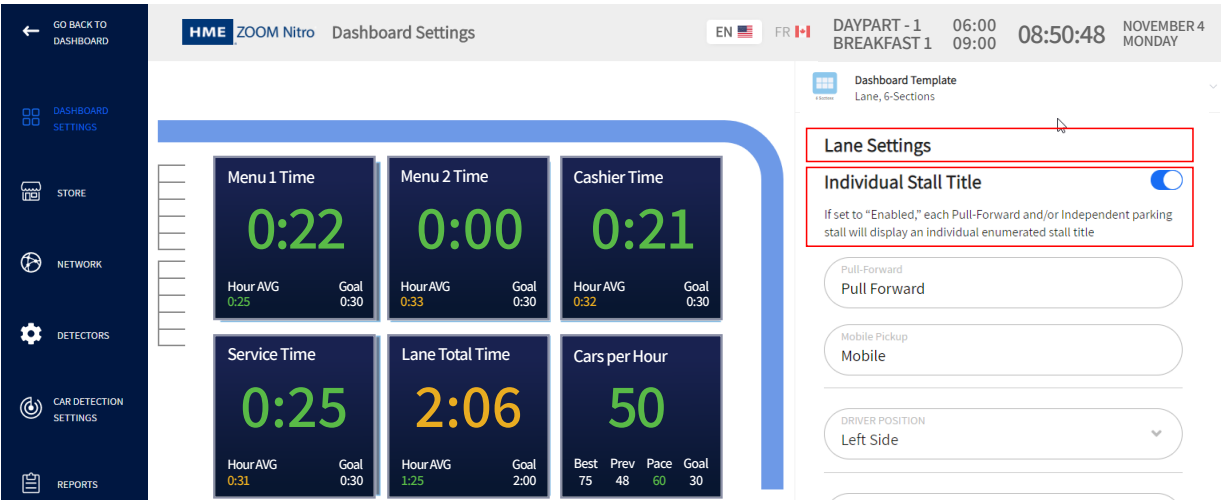 GO BACK TO
DASHBOARD
HME ZOOM Nitro Dashboard Settings
EN FR
DAYPART - 1 06:00
BREAKFAST 1 09:00
08:50:48
NOVEMBER 4
MONDAY
DASHBOARD
SETTINGS
STORE
NETWORK
DETECTORS
CAR DETECTION
SETTINGS
REPORTS
Menu 1 Time
0:22
Hour AVG Goal
0:25 0:30
Menu 2 Time
0:00
Hour AVG Goal
0:33 0:30
Cashier Time
0:21
Hour AVG Goal
0:32 0:30
Service Time
0:25
Hour AVG Goal
0:31 0:30
Lane Total Time
2:06
Hour AVG Goal
1:25 2:00
Cars per Hour
50
Best Prev Pace Goal
75 48 60 30
Dashboard Template
Lane, 6-Sections
Lane Settings
Individual Stall Title
If set to “Enabled,” each Pull-Forward and/or Independent parking
stall will display an individual enumerated stall title
Pull-Forward
Pull Forward
Mobile Pickup
Mobile
DRIVER POSITION
Left Side